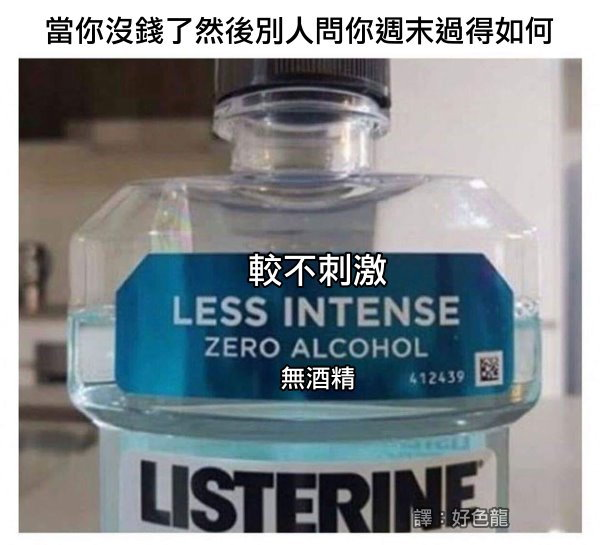 當你沒錢了然後別人問你週末過得如何
較不刺激
LESS INTENSE
ZERO ALCOHOL
無酒精
412439
LISTERINE
譯：好色龍